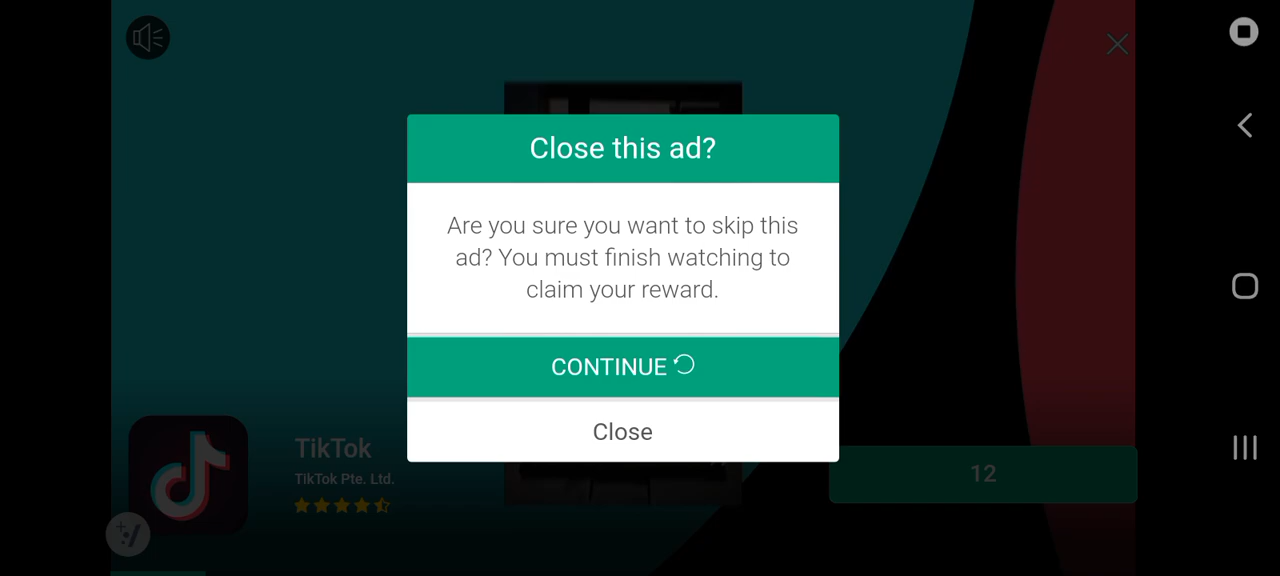 Close this ad?
Are you sure you want to skip this
ad? You must finish watching to
claim your reward.
CONTINUE
Close
TikTok
TikTok Pte. Ltd.
12